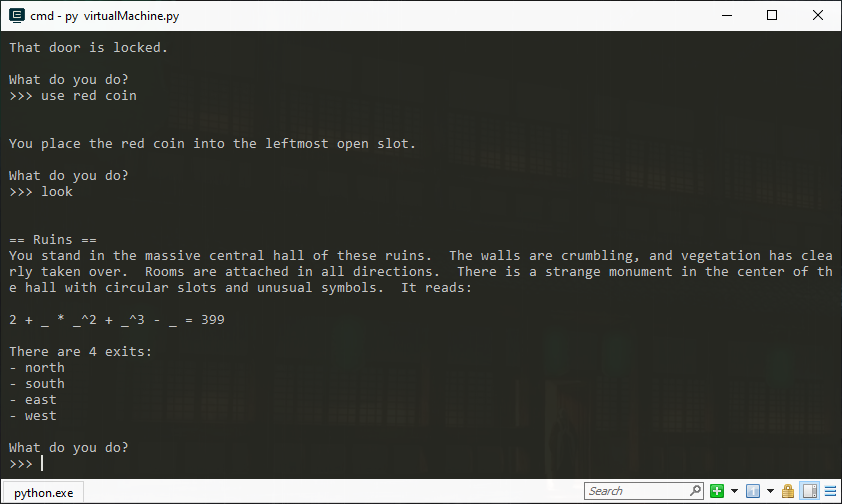 cmd - py  virtualMachine.py
That door is locked.
What do you do?
>>> use red coin
You place the red coin into the leftmost open slot.
What do you do?
>>> look
== Ruins ==
You stand in the massive central hall of these ruins.  The walls are crumbling, and vegetation has clea
rly taken over.  Rooms are attached in all directions.  There is a strange monument in the center of th
e hall with circular slots and unusual symbols.  It reads:
2 + _ * _^2 + _^3 - _ = 399
There are 4 exits:
- north
- south
- east
- west
What do you do?
>>>
python.exe
Search
1